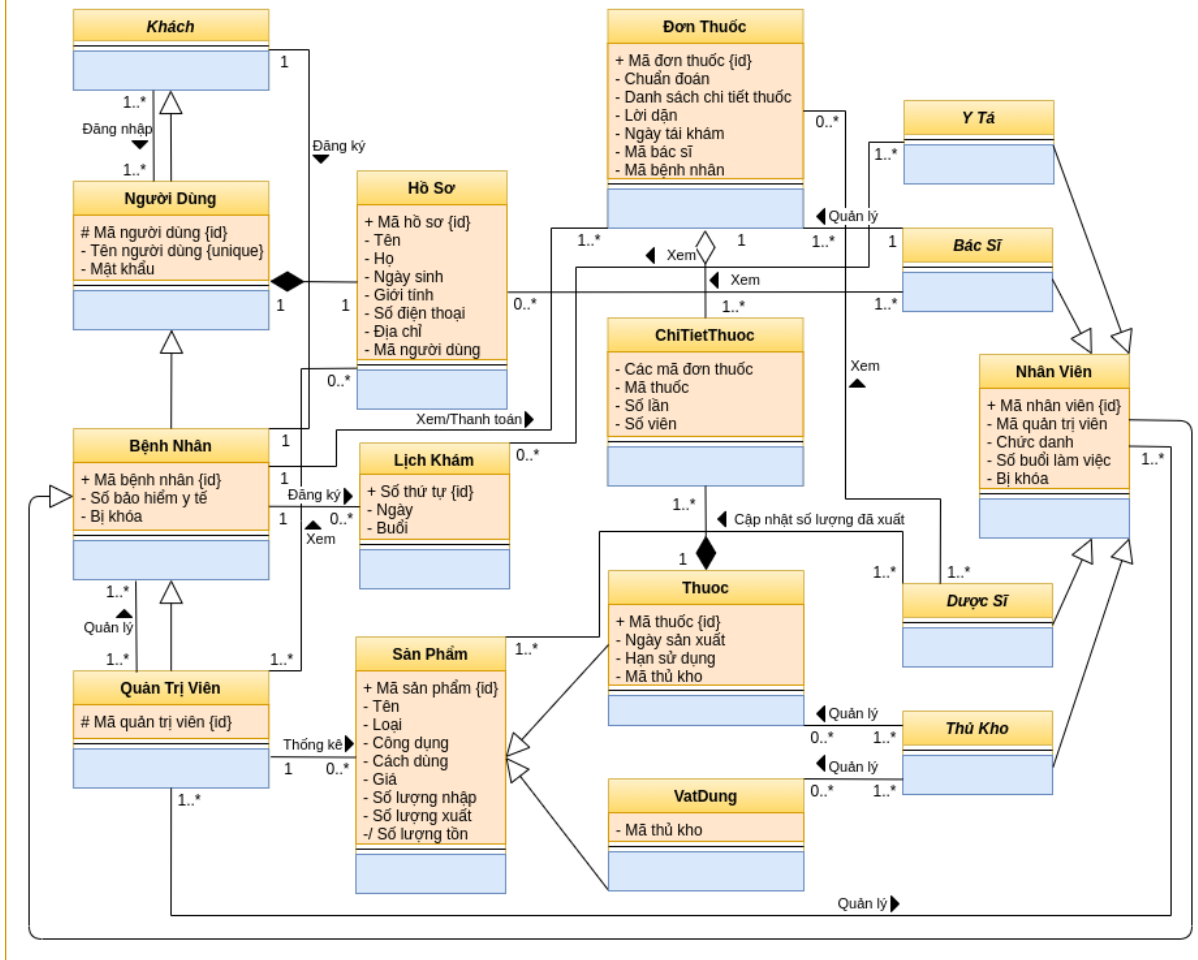 Khách
1
1..*
Đăng nhập
1..*
Đăng ký
Người Dùng
# Mã người dùng {id}
- Tên người dùng {unique}
- Mật khẩu
1
1
Hồ Sơ
+ Mã hồ sơ {id}
- Tên
- Họ
- Ngày sinh
- Giới tính
- Số điện thoại
- Địa chỉ
- Mã người dùng
0..*
0..*
Đơn Thuốc
+ Mã đơn thuốc {id}
- Chuẩn đoán
- Danh sách chi tiết thuốc
- Lời dặn
- Ngày tái khám
- Mã bác sĩ
- Mã bệnh nhân
0..*
Quản lý
1..*
1
1..*
1
Xem
Xem
1..*
1..*
Y Tá
1..*
Bác Sĩ
ChiTietThuoc
- Các mã đơn thuốc
- Mã thuốc
- Số lần
- Số viên
1..*
Xem
Nhân Viên
+ Mã nhân viên {id}
- Mã quản trị viên
- Chức danh
- Số buổi làm việc
- Bị khóa
1..*
Xem/Thanh toán
Bệnh Nhân
+ Mã bệnh nhân {id}
- Số bảo hiểm y tế
- Bị khóa
1
1
Đăng ký
1
0..*
Xem
Lịch Khám
+ Số thứ tự {id}
- Ngày
- Buổi
0..*
Cập nhật số lượng đã xuất
1
1..*
1..*
Dược Sĩ
1..*
Quản lý
1..*
1..*
Quản Trị Viên
# Mã quản trị viên {id}
Thống kê
1
0..*
1..*
Sản Phẩm
+ Mã sản phẩm {id}
- Tên
- Loại
- Công dụng
- Cách dùng
- Giá
- Số lượng nhập
- Số lượng xuất
-/ Số lượng tồn
1..*
Thuoc
+ Mã thuốc {id}
- Ngày sản xuất
- Hạn sử dụng
- Mã thủ kho
Quản lý
0..*
1..*
Thủ Kho
Quản lý
0..*
1..*
VatDung
- Mã thủ kho
Quản lý